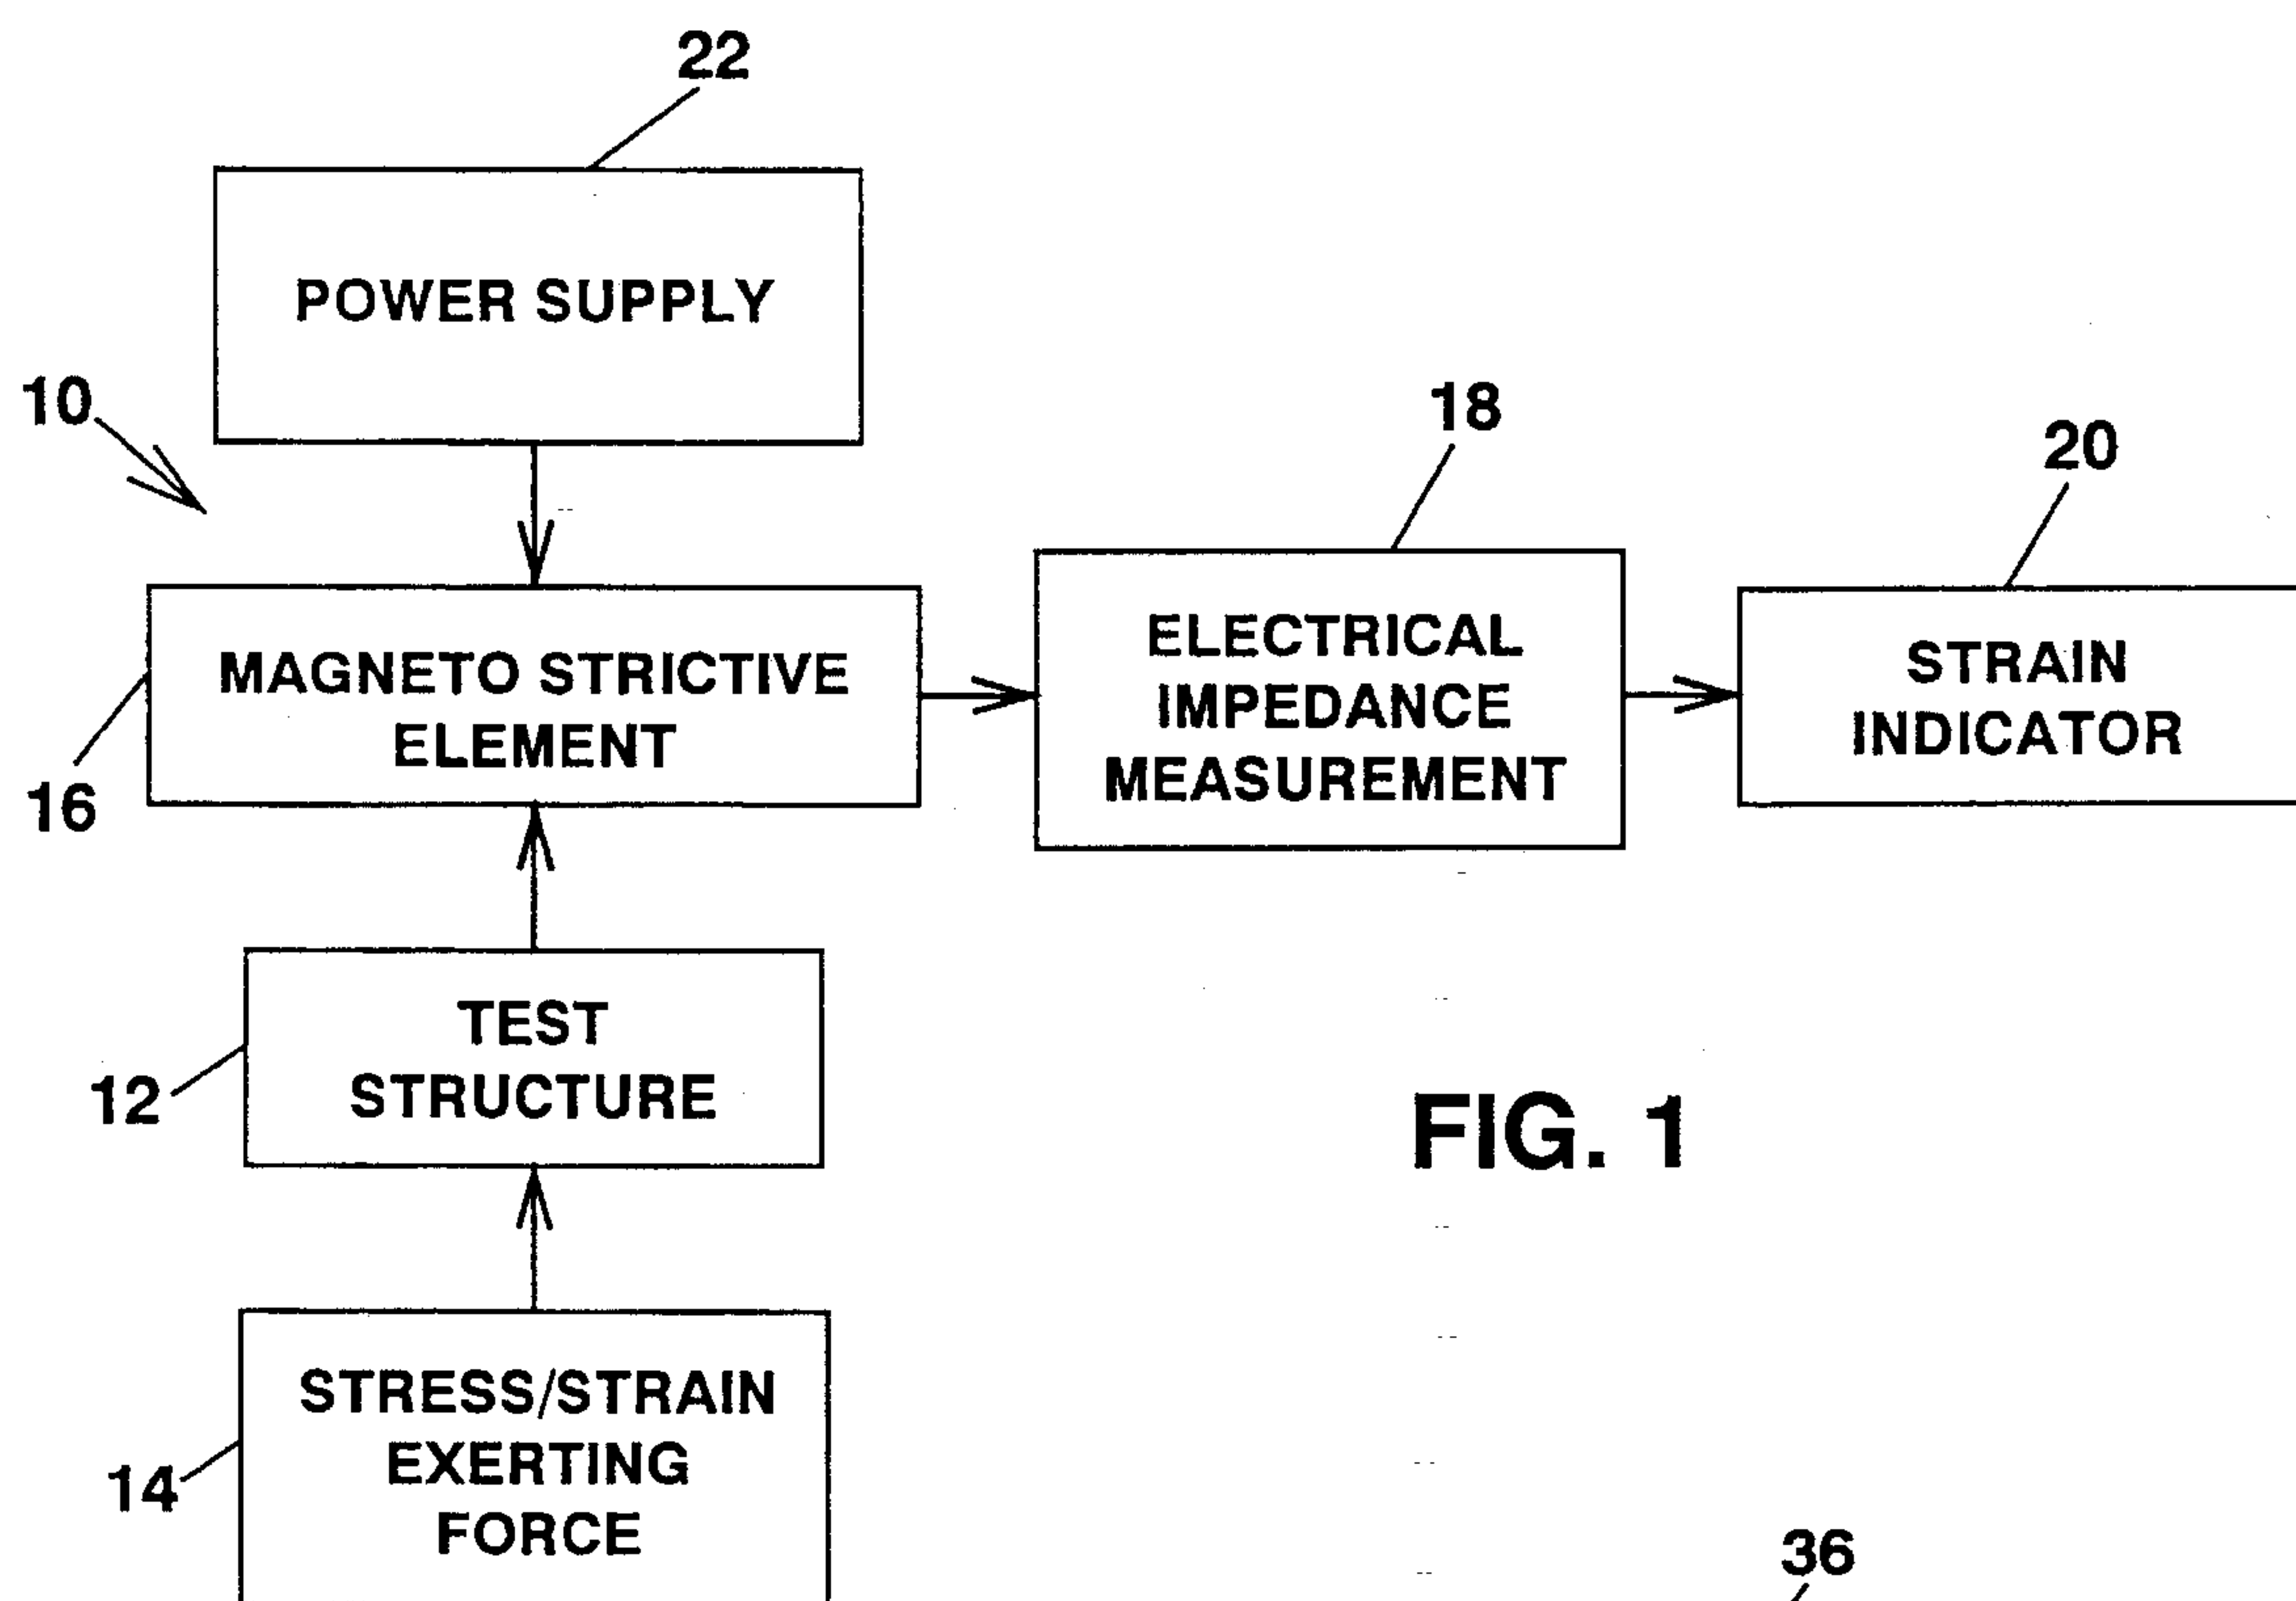 22
POWER SUPPLY
10
18
20
MAGNETO STRICTIVE
ELEMENT
16
ELECTRICAL
IMPEDANCE
MEASUREMENT
STRAIN
INDICATOR
TEST
STRUCTURE
12
FIG. 1
STRESS/STRAIN
EXERTING
FORCE
14
36